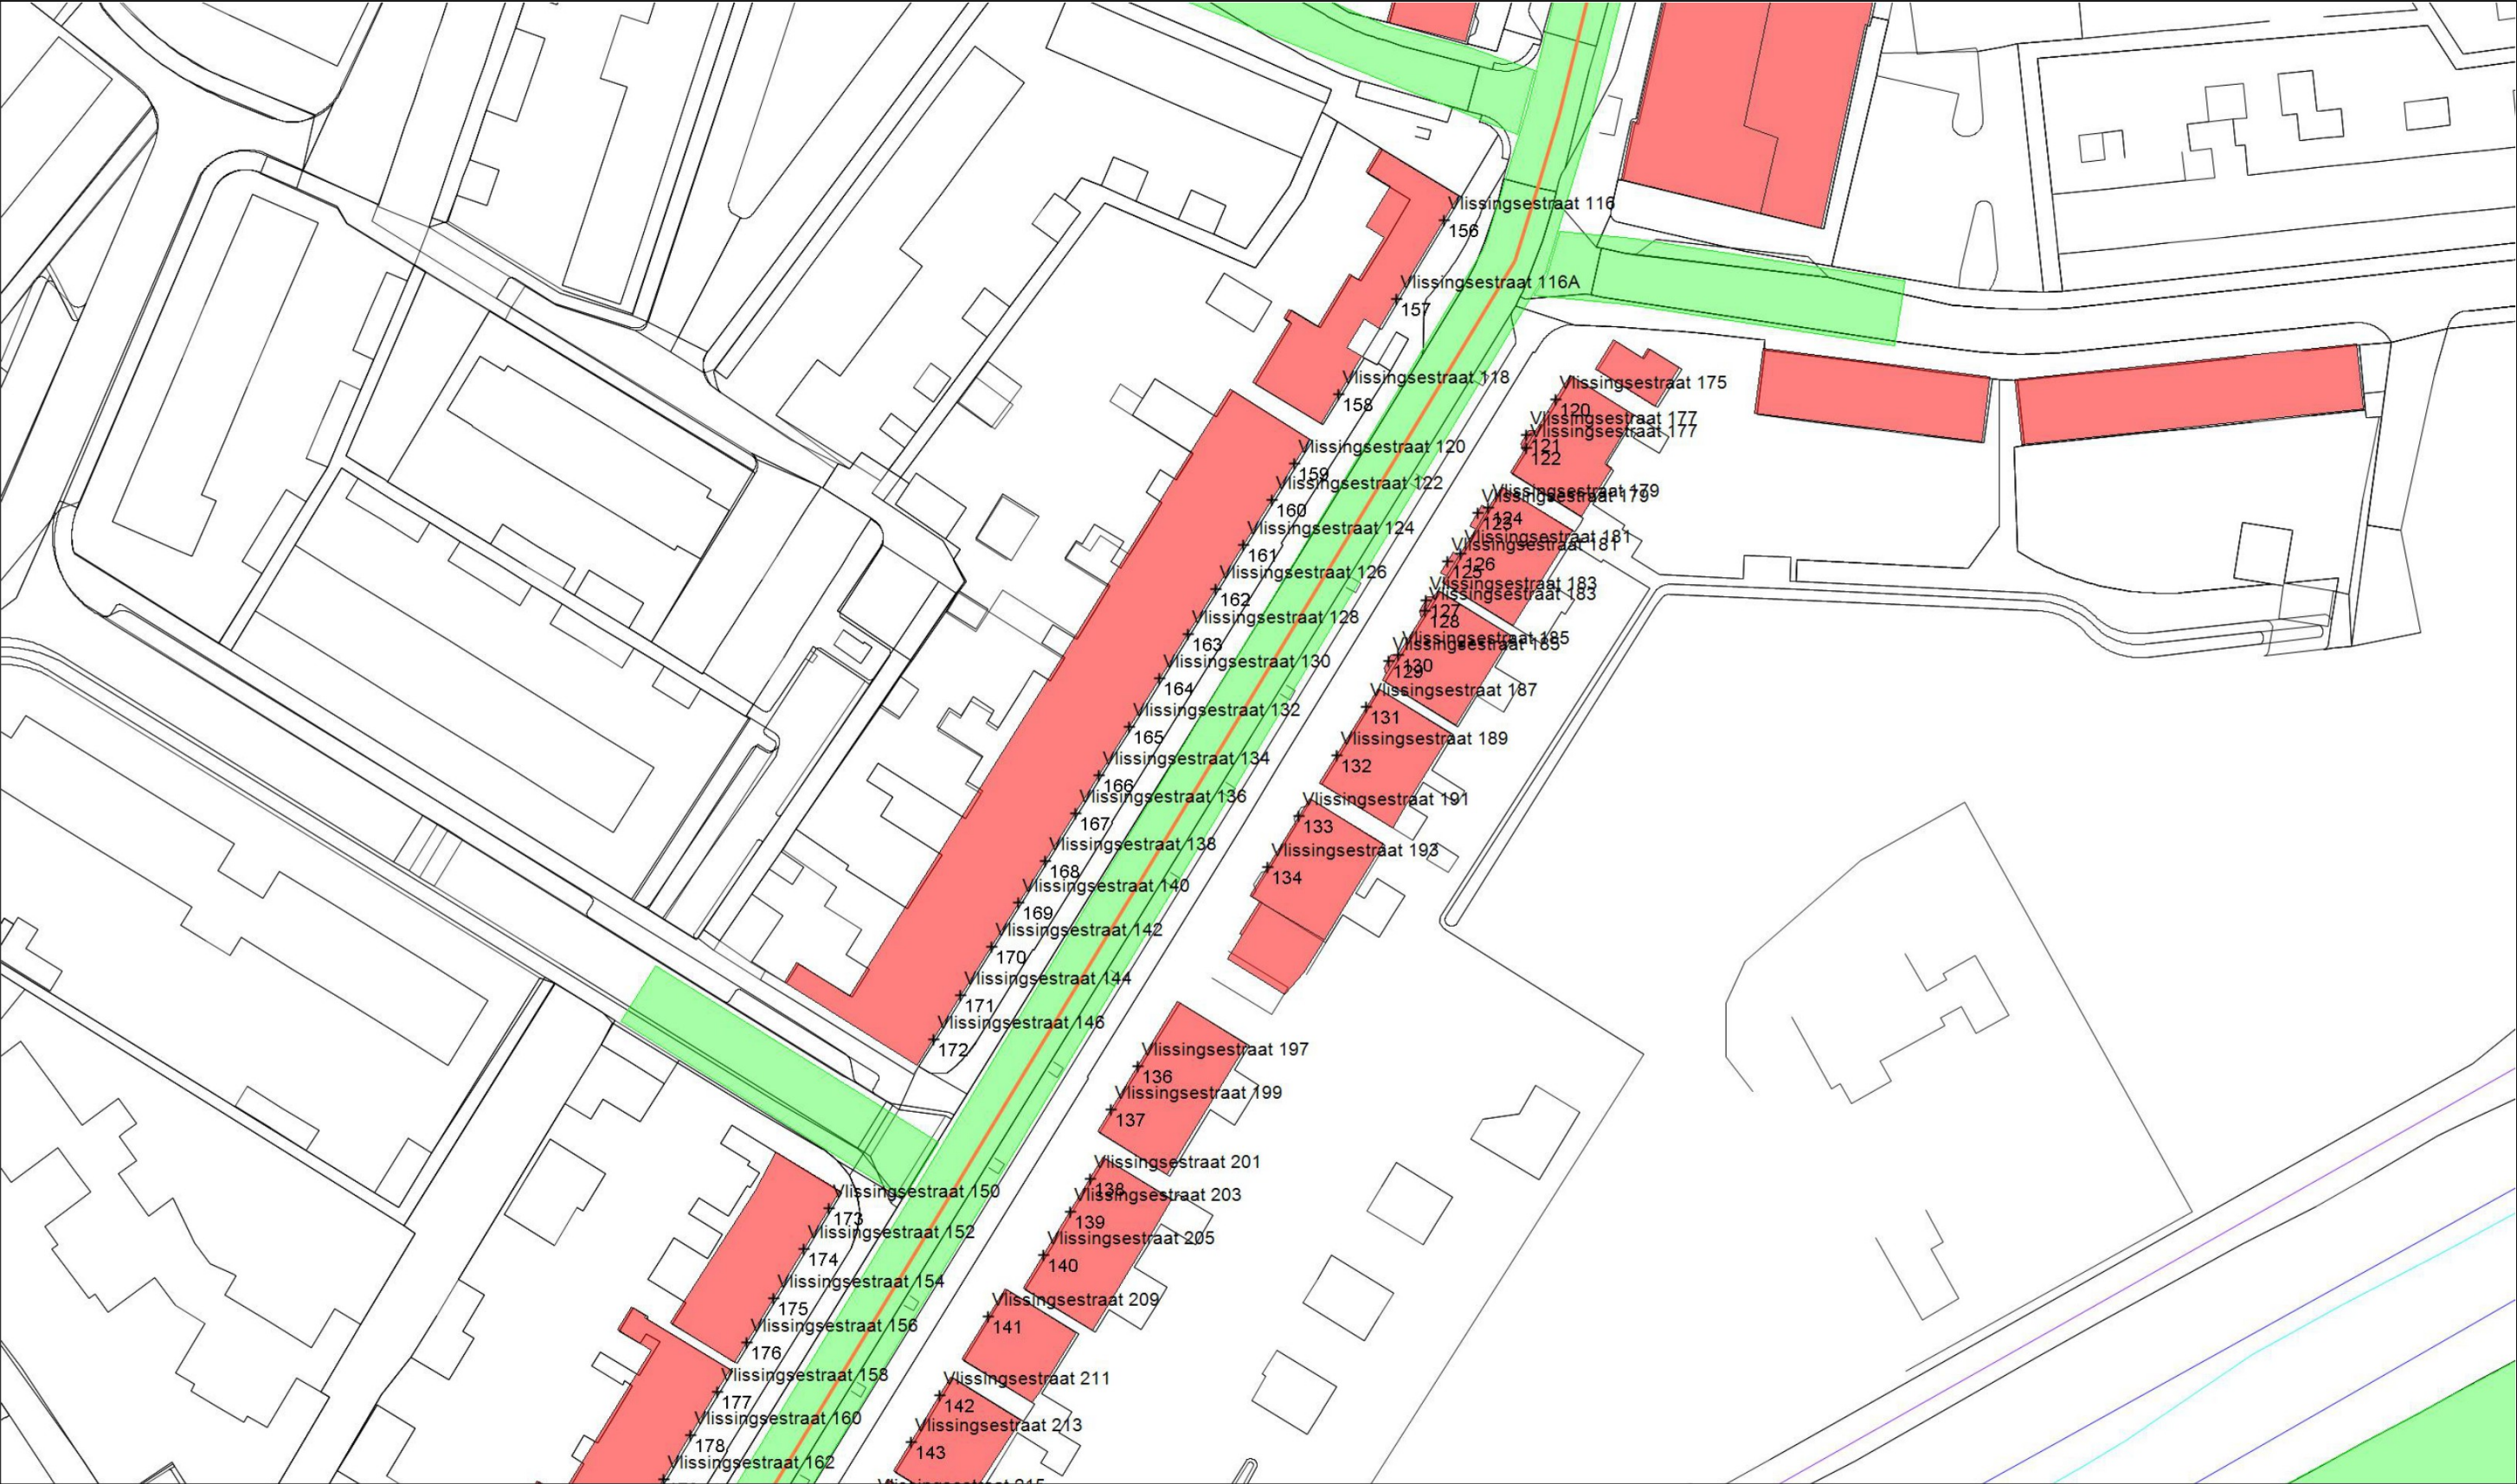 Vlissingsestraat 116
156
Vlissingsestraat 116A
157
Vlissingsestraat 118
158
Vlissingsestraat 175
120
Vlissingsestraat 177
Vlissingsestraat 177
121
122
Vlissingsestraat 120
159
Vlissingsestraat 122
160
Vlissingsestraat 179
Vlissingsestraat 179
124
123
Vlissingsestraat 124
161
Vlissingsestraat 181
Vlissingsestraat 181
126
125
Vlissingsestraat 126
162
Vlissingsestraat 183
Vlissingsestraat 183
127
128
Vlissingsestraat 128
163
Vlissingsestraat 185
Vlissingsestraat 185
130
129
Vlissingsestraat 130
164
Vlissingsestraat 187
131
Vlissingsestraat 132
165
Vlissingsestraat 189
132
Vlissingsestraat 134
166
Vlissingsestraat 136
167
Vlissingsestraat 191
133
Vlissingsestraat 138
168
Vlissingsestraat 193
134
Vlissingsestraat 140
169
Vlissingsestraat 142
170
Vlissingsestraat 144
171
Vlissingsestraat 146
172
Vlissingsestraat 197
136
Vlissingsestraat 199
137
Vlissingsestraat 201
138
Vlissingsestraat 150
173
Vlissingsestraat 203
139
Vlissingsestraat 152
174
Vlissingsestraat 205
140
Vlissingsestraat 154
175
Vlissingsestraat 209
141
Vlissingsestraat 156
176
Vlissingsestraat 158
177
Vlissingsestraat 211
142
Vlissingsestraat 160
178
Vlissingsestraat 213
143
Vlissingsestraat 162